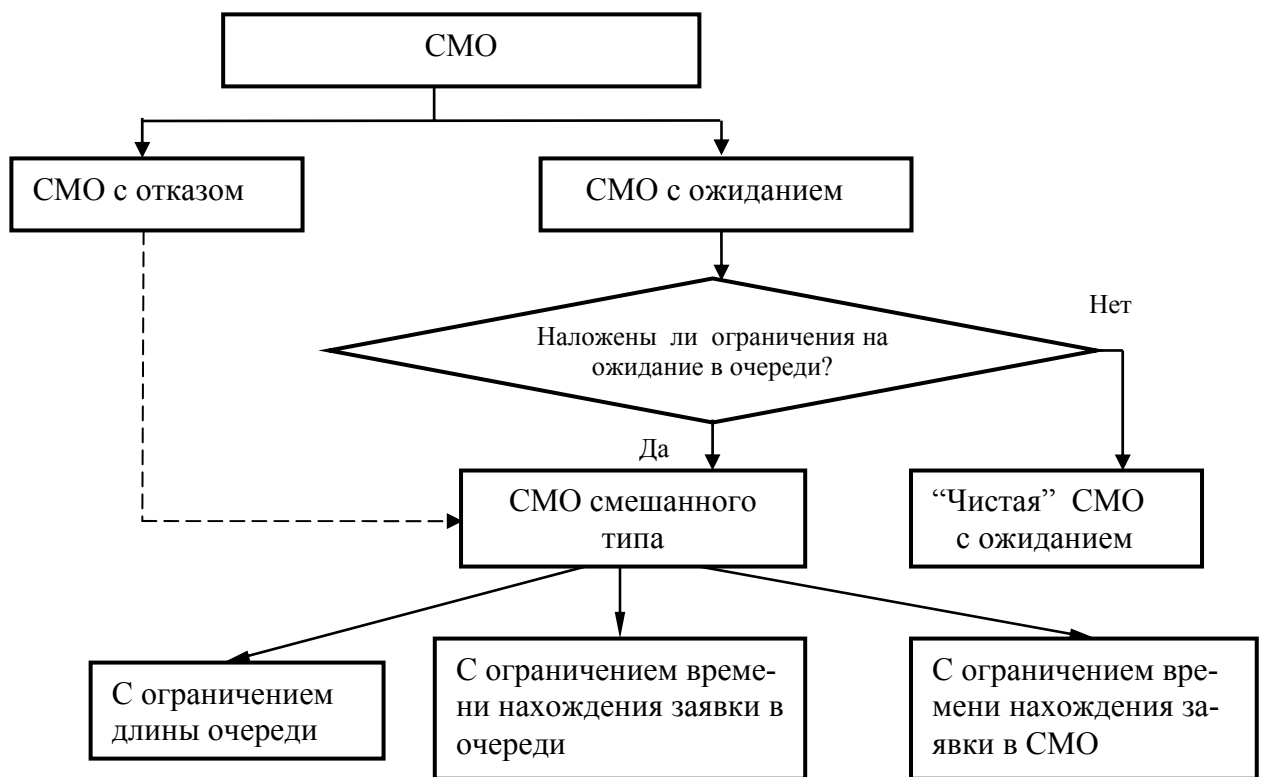 СМО
СМО с отказом
СМО с ожиданием
Нет
Наложены ли ограничения на
ожидание в очереди?
Да
СМО смешанного
типа
“Чистая” СМО
с ожиданием
С ограничением
длины очереди
С ограничением време-
ни нахождения заявки в
очереди
С ограничением вре-
мени нахождения за-
явки в СМО